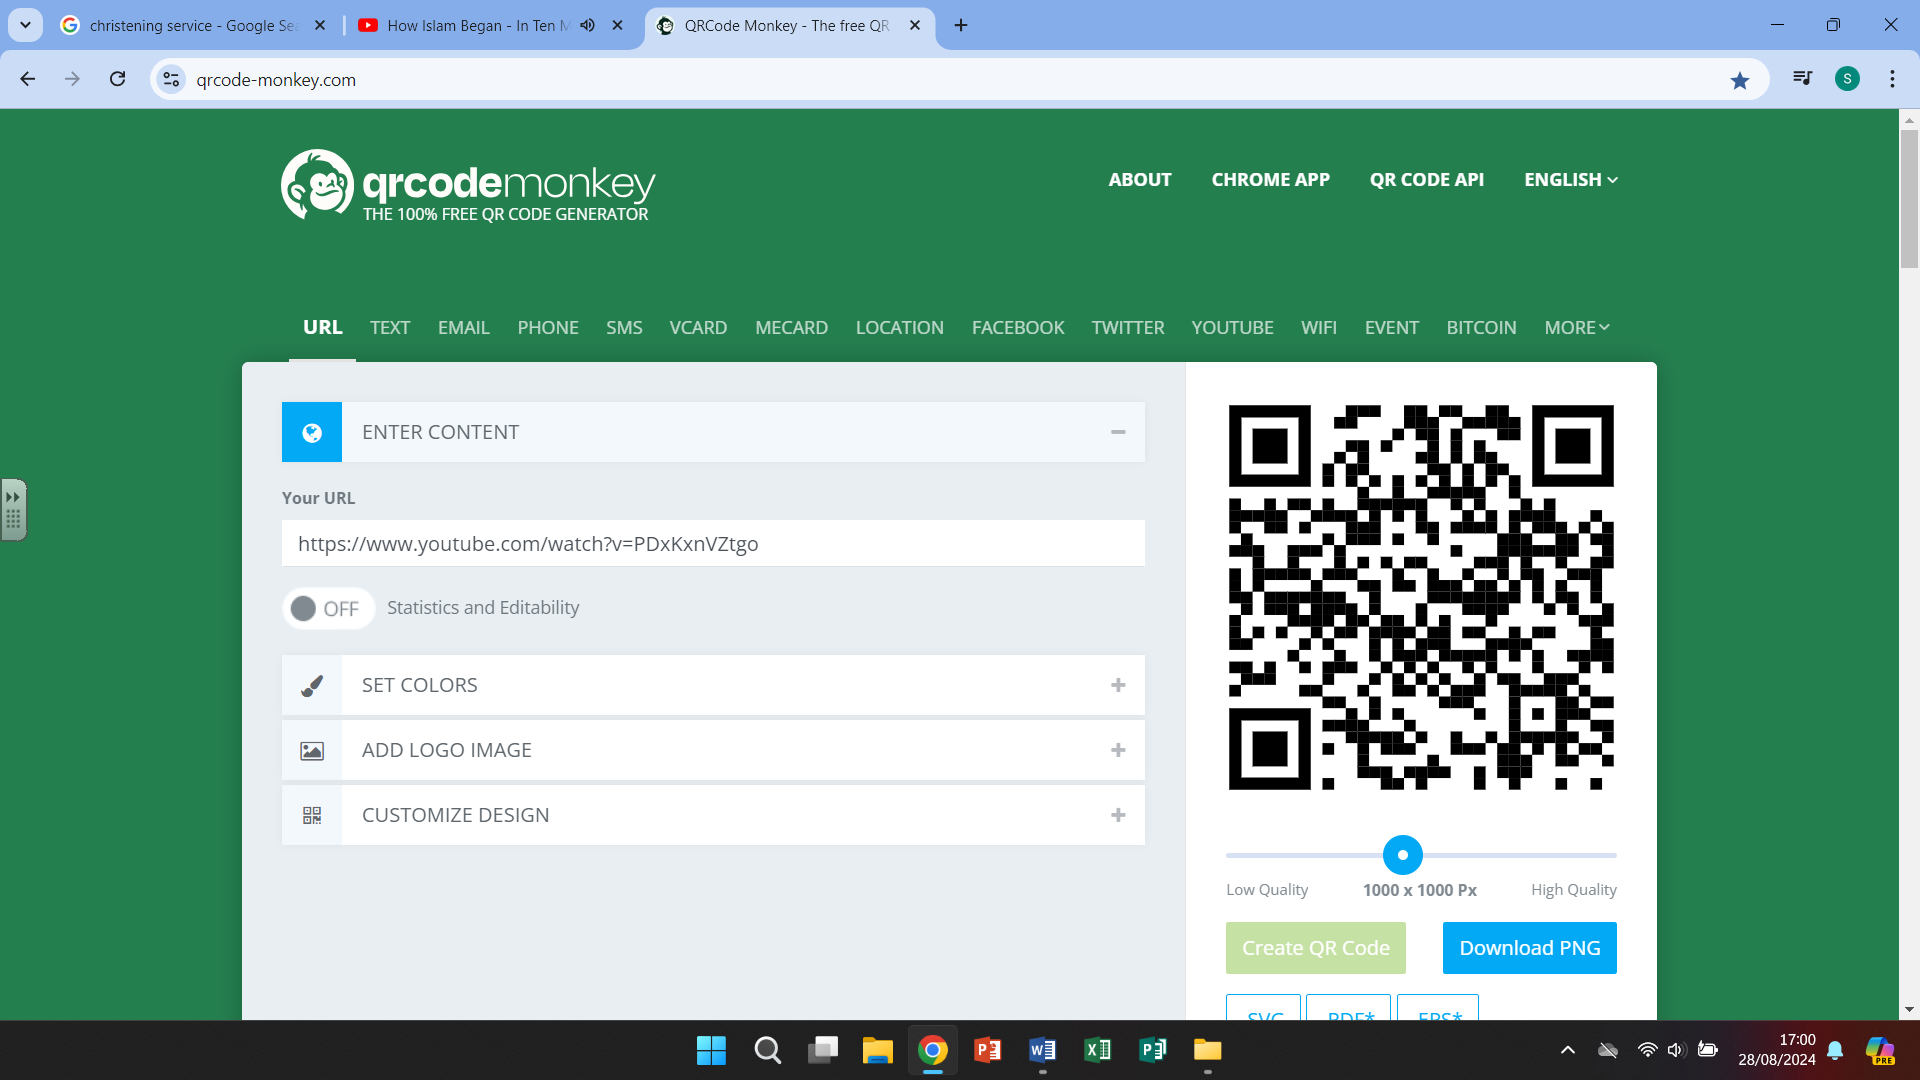 christening service - Google Se
How Islam Began - In Ten M
QRCode Monkey - The free QR
qrcode-monkey.com
S
qrcodemonkey
THE 100% FREE QR CODE GENERATOR
ABOUT CHROME APP QR CODE API ENGLISH
URL TEXT EMAIL PHONE SMS VCARD MECARD LOCATION FACEBOOK TWITTER YOUTUBE WIFI EVENT BITCOIN MORE
ENTER CONTENT
Your URL
https://www.youtube.com/watch?v=PDxKxnVZtgo
OFF Statistics and Editability
SET COLORS
ADD LOGO IMAGE
CUSTOMIZE DESIGN
Low Quality 1000 x 1000 Px High Quality
Create QR Code Download PNG
SVG PDF* EPS*
17:00
28/08/2024
PRE